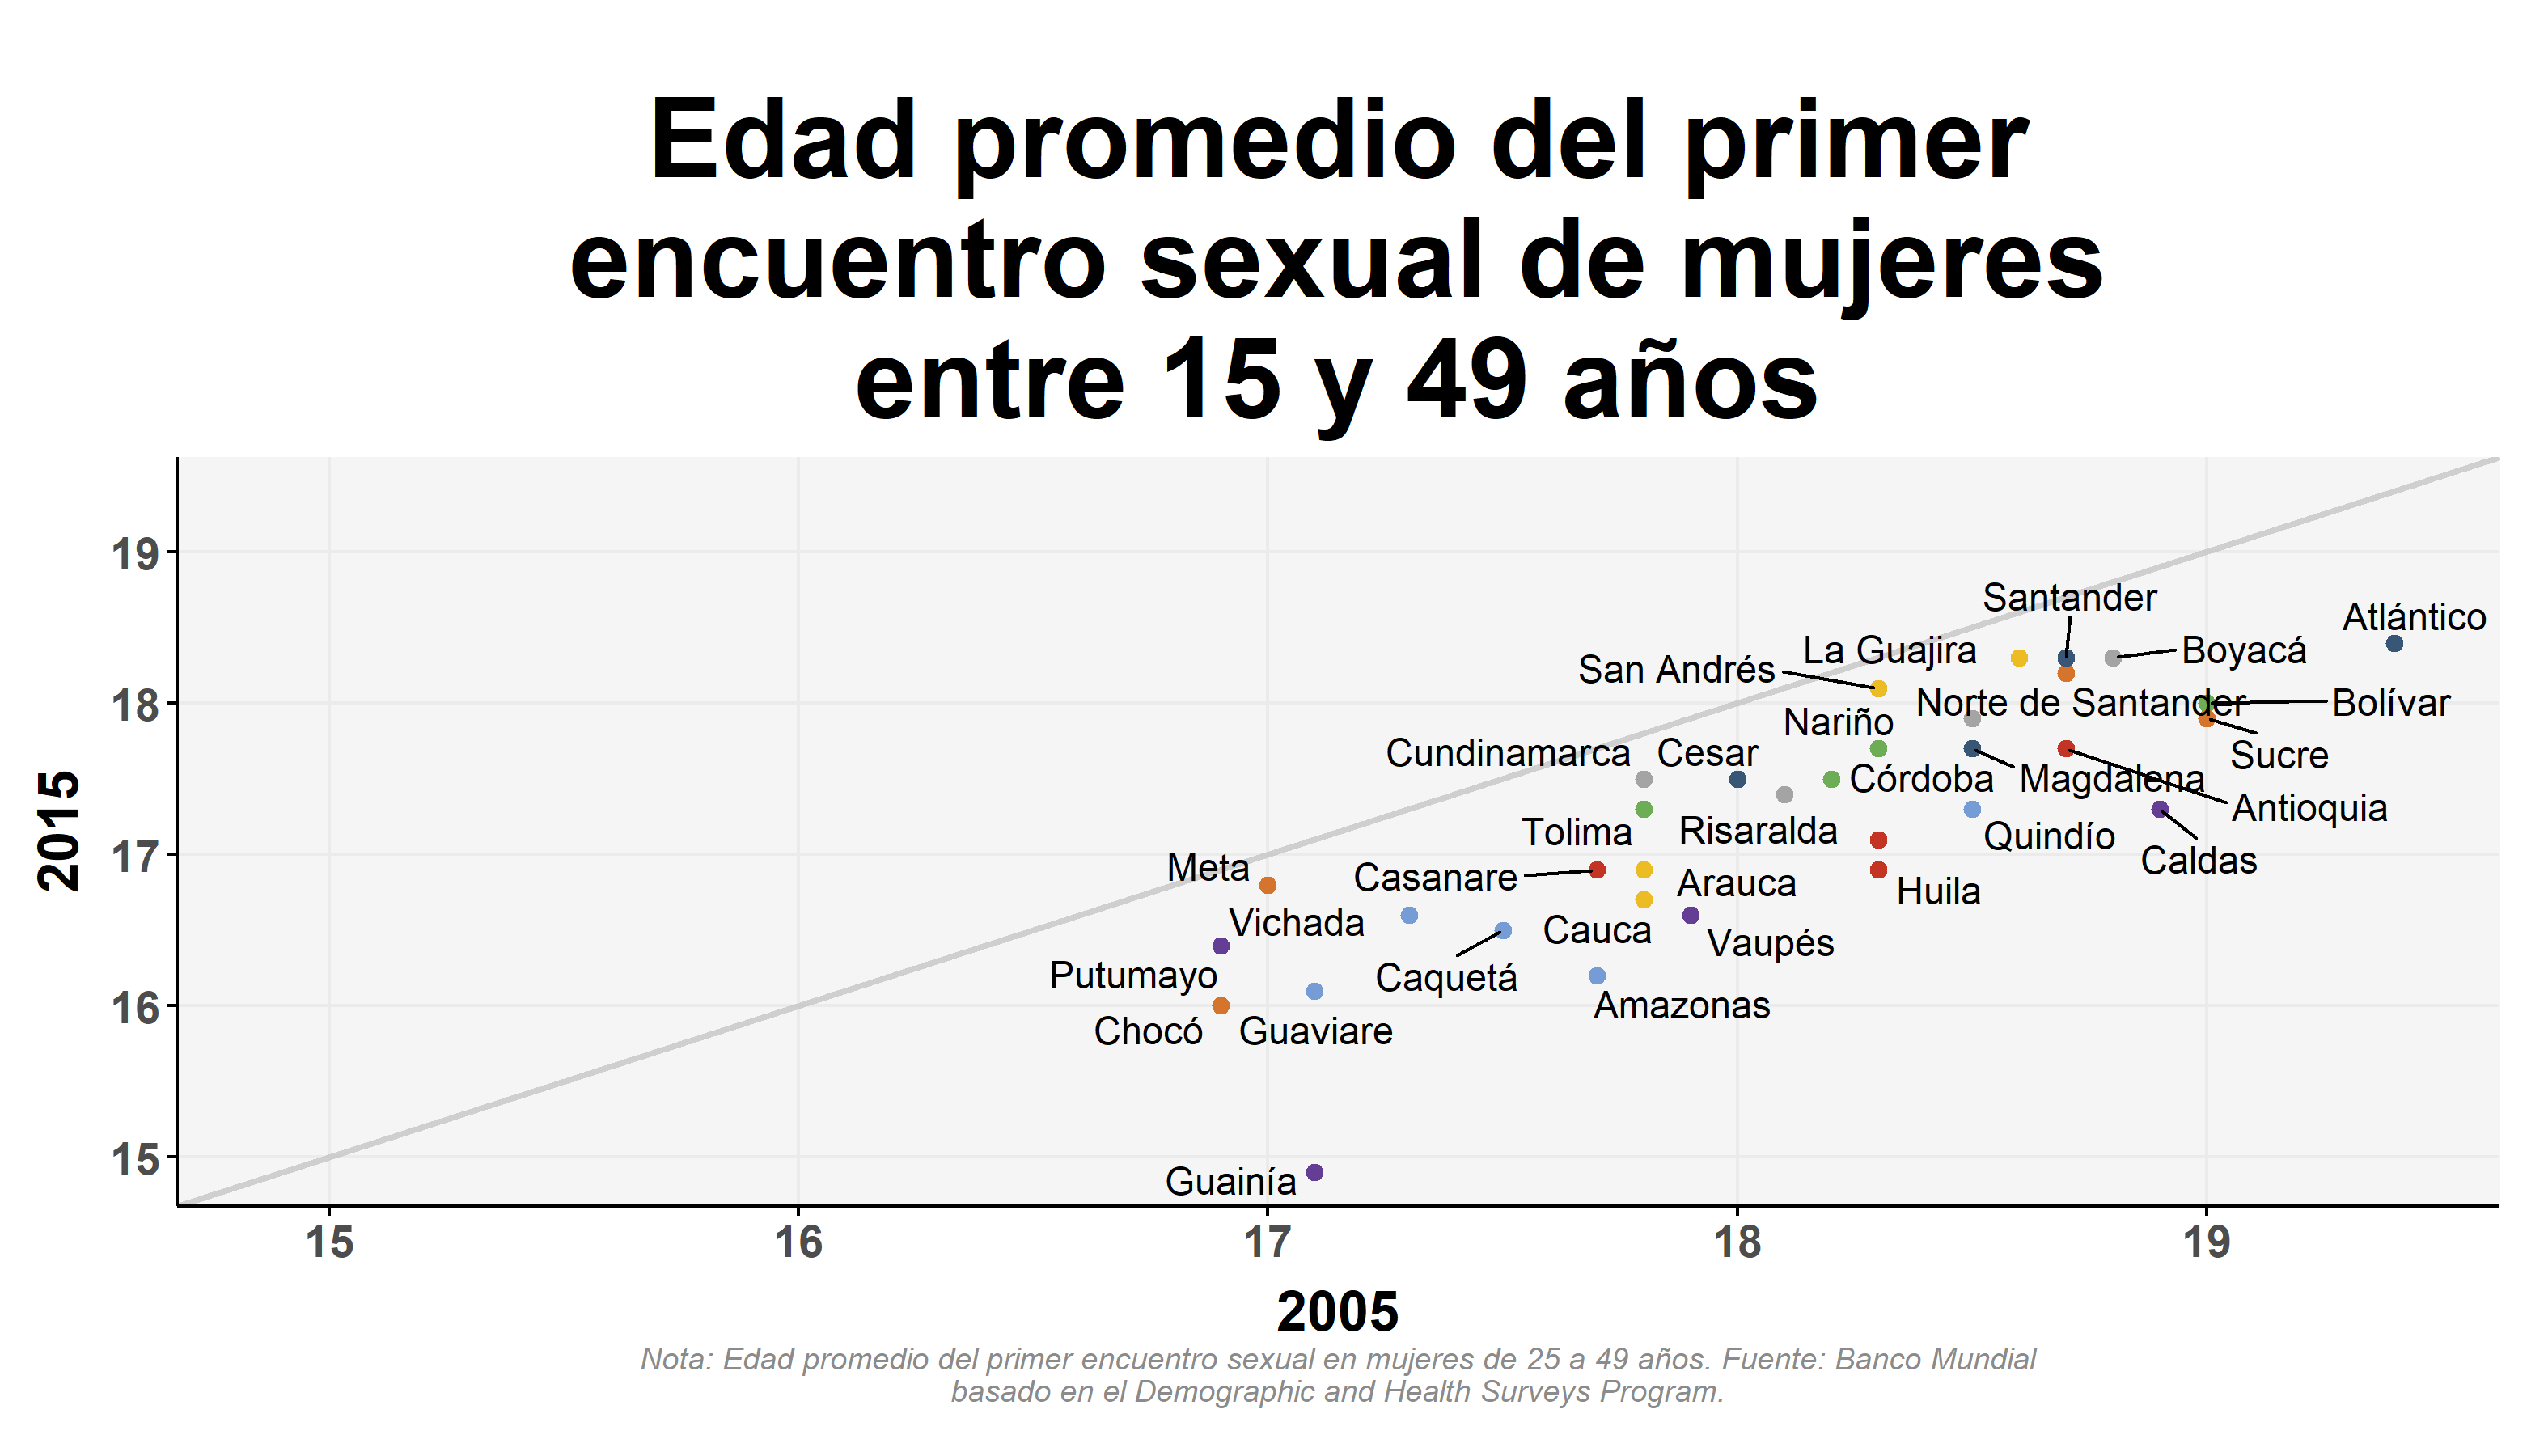 Edad promedio del primer
encuentro sexual de mujeres
entre 15 y 49 años
19
Santander
Atlántico
La Guajira
Boyacá
San Andrés
18
Norte de Santander
Bolívar
Nariño
Cundinamarca
Cesar
Sucre
Córdoba
Magdalena
Antioquia
2015
Tolima
Risaralda
Quindío
17
Caldas
Meta
Casanare
Arauca
Huila
Vichada
Cauca
Vaupés
Putumayo
Caquetá
16
Amazonas
Chocó
Guaviare
15
Guainía
15 16 17 18 19
2005
Nota: Edad promedio del primer encuentro sexual en mujeres de 25 a 49 años. Fuente: Banco Mundial
basado en el Demographic and Health Surveys Program.